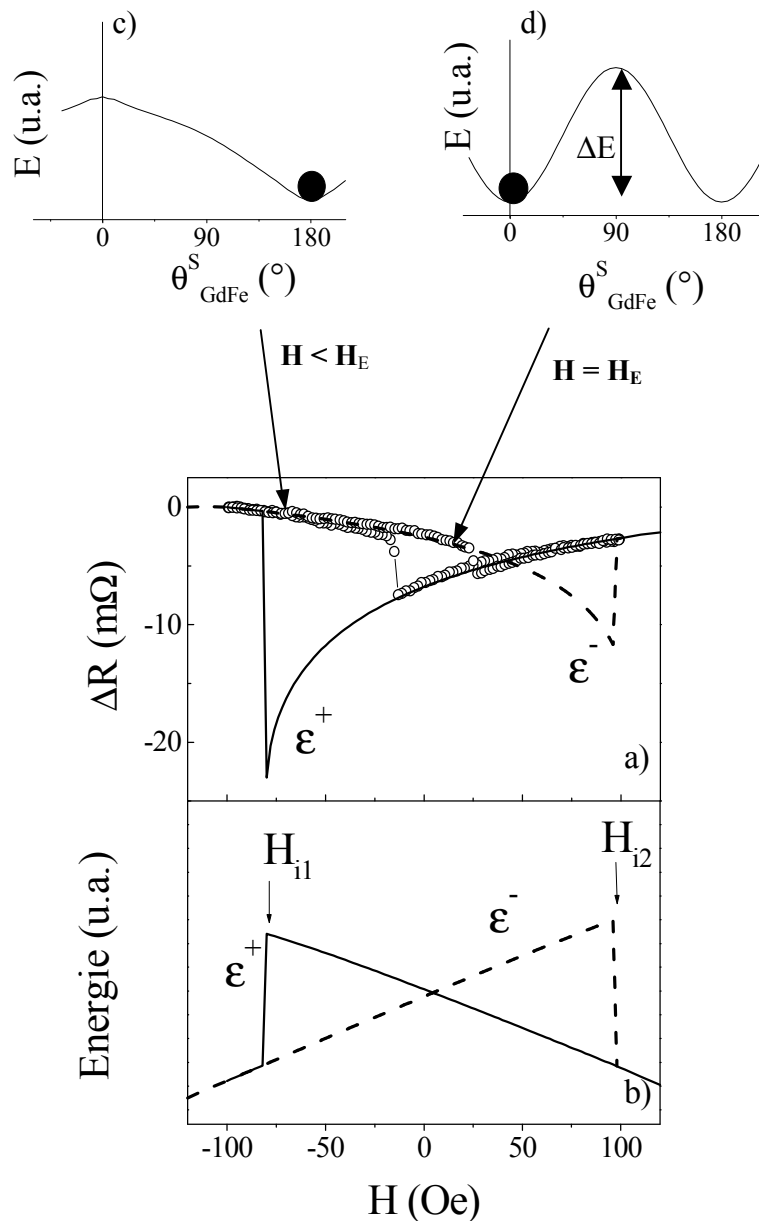 c)
E (u.a.)
0 90 180
θ^S_GdFe (°)
d)
E (u.a.)
ΔE
0 90 180
θ^S_GdFe (°)
H < H_E
H = H_E
0
-10
-20
ΔR (mΩ)
ε^+
ε^-
a)
Energie (u.a.)
H_i1
H_i2
ε^+
ε^-
b)
-100 -50 0 50 100
H (Oe)